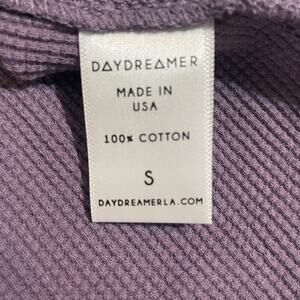 DAYDREAMER
MADE IN
USA
100% COTTON
S
DAYDREAMERLA.COM